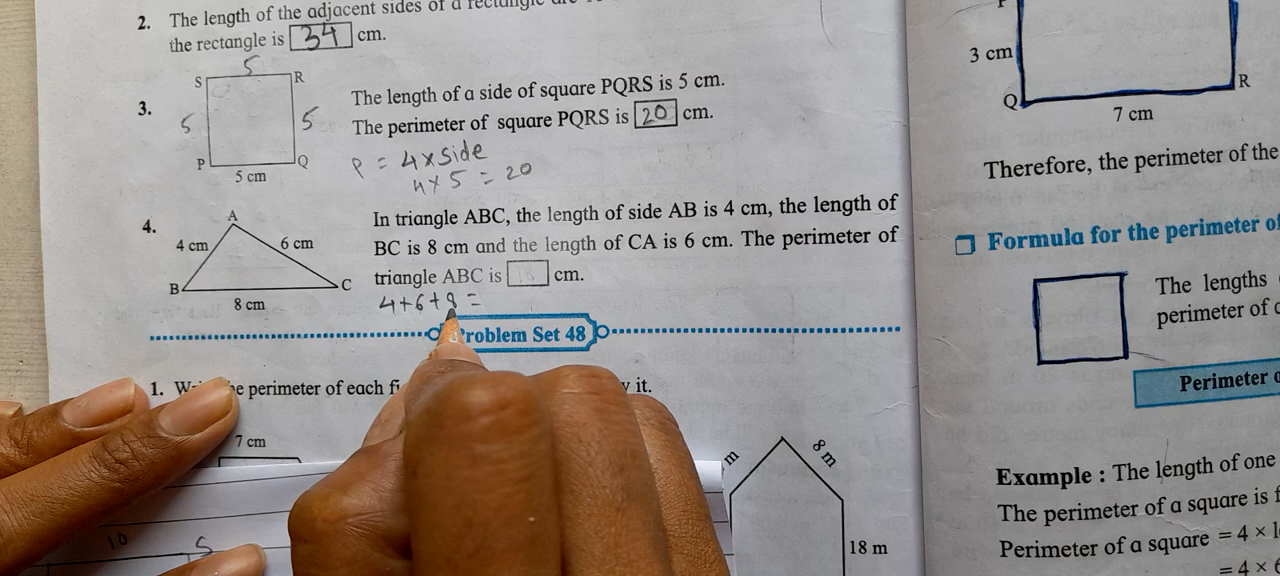 2. The length of the adjacent sides of a rectangle are
the rectangle is 34 cm.
5
S R
3. 5 5
The length of a side of square PQRS is 5 cm.
The perimeter of square PQRS is 20 cm.
P Q
5 cm
P = 4 × side
4 × 5 = 20
4. A
4 cm 6 cm
B C
8 cm
In triangle ABC, the length of side AB is 4 cm, the length of
BC is 8 cm and the length of CA is 6 cm. The perimeter of
triangle ABC is cm.
4+6+8 =
Problem Set 48
1. perimeter of each it.
7 cm
10 5
m 8 m
18 m
3 cm
Q R
7 cm
Therefore, the perimeter of the
Formula for the perimeter
The lengths
perimeter of
Perimeter
Example : The length of one
The perimeter of a square is
Perimeter of a square = 4 ×
= 4 ×